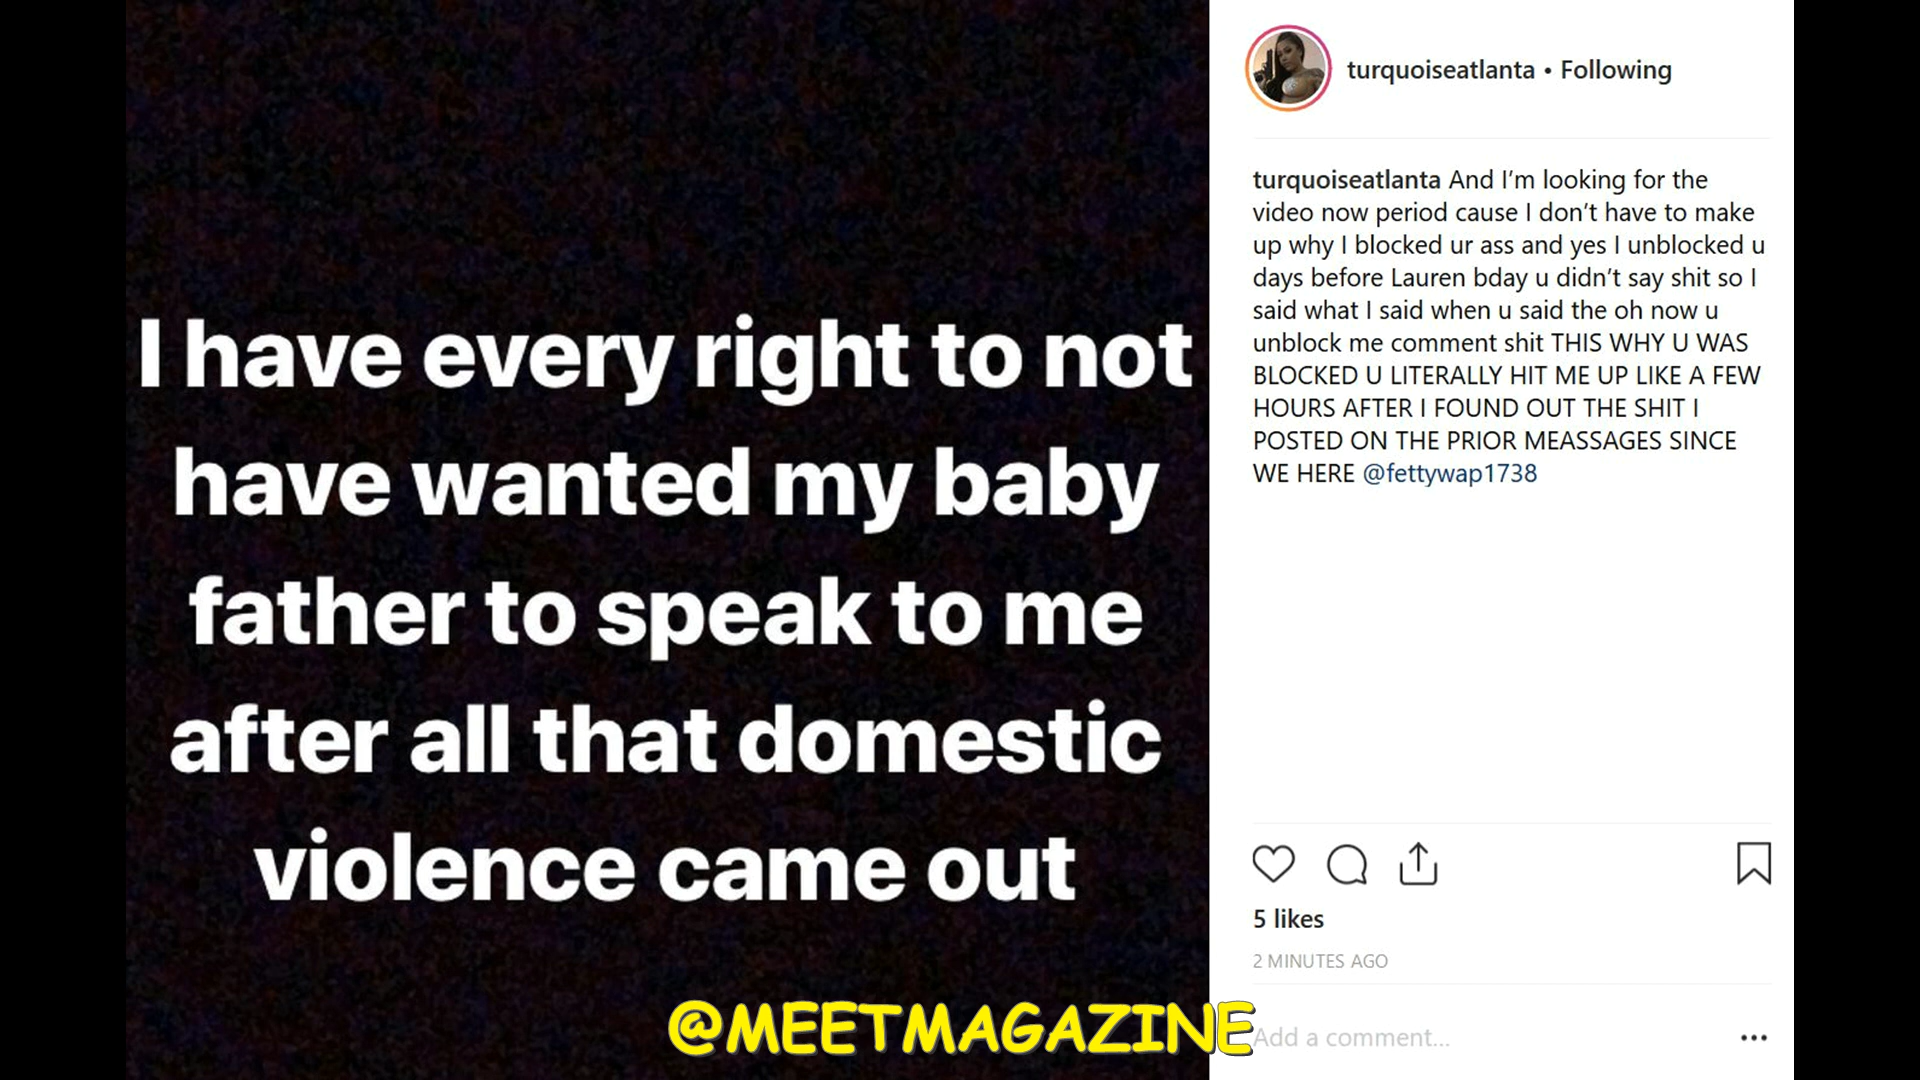 I have every right to not
have wanted my baby
father to speak to me
after all that domestic
violence came out
turquoiseatlanta • Following
turquoiseatlanta And I’m looking for the
video now period cause I don’t have to make
up why I blocked ur ass and yes I unblocked u
days before Lauren bday u didn’t say shit so I
said what I said when u said the oh now u
unblock me comment shit THIS WHY U WAS
BLOCKED U LITERALLY HIT ME UP LIKE A FEW
HOURS AFTER I FOUND OUT THE SHIT I
POSTED ON THE PRIOR MEASSAGES SINCE
WE HERE @fettywap1738
5 likes
2 MINUTES AGO
Add a comment...
@MEETMAGAZINE